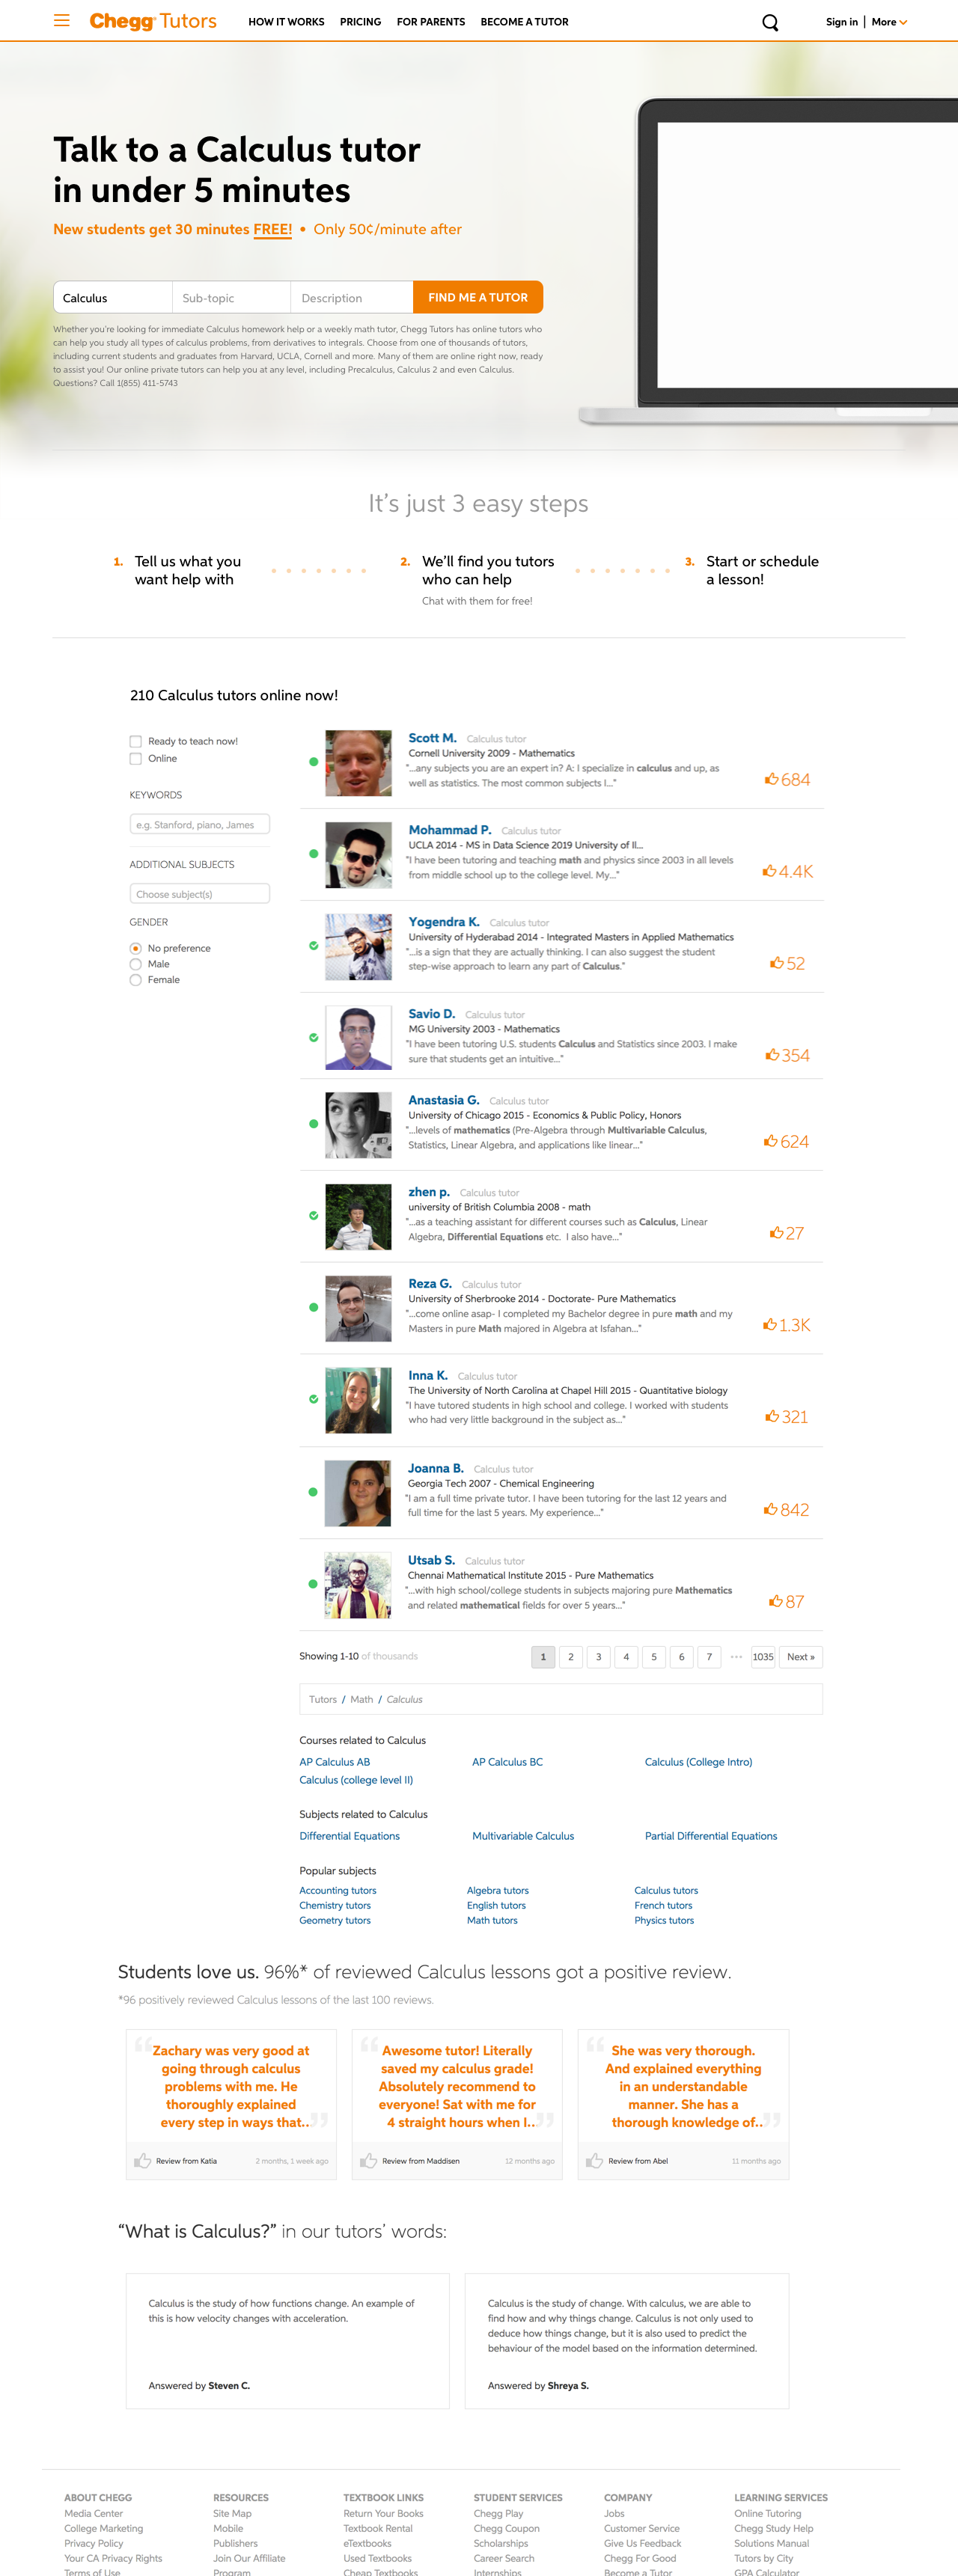 Chegg Tutors HOW IT WORKS PRICING FOR PARENTS BECOME A TUTOR Sign in | More
Talk to a Calculus tutor
in under 5 minutes
New students get 30 minutes FREE! • Only 50¢/minute after
Calculus Sub-topic Description FIND ME A TUTOR
Whether you're looking for immediate Calculus homework help or a weekly math tutor, Chegg Tutors has online tutors who
can help you study all types of calculus problems, from derivatives to integrals. Choose from one of thousands of tutors,
including current students and graduates from Harvard, UCLA, Cornell and more. Many of them are online right now, ready
to assist you! Our online private tutors can help you at any level, including Precalculus, Calculus 2 and even Calculus.
Questions? Call 1(855) 411-5743
It's just 3 easy steps
1. Tell us what you
want help with
2. We'll find you tutors
who can help
Chat with them for free!
3. Start or schedule
a lesson!
210 Calculus tutors online now!
Ready to teach now!
Online
KEYWORDS
e.g. Stanford, piano, James
ADDITIONAL SUBJECTS
Choose subject(s)
GENDER
No preference
Male
Female
Scott M. Calculus tutor
Cornell University 2009 - Mathematics
"...any subjects you are an expert in? A: I specialize in calculus and up, as
well as statistics. The most common subjects I..."
684
Mohammad P. Calculus tutor
UCLA 2014 - MS in Data Science 2019 University of Il...
"I have been tutoring and teaching math and physics since 2003 in all levels
from middle school up to the college level. My..."
4.4K
Yogendra K. Calculus tutor
University of Hyderabad 2014 - Integrated Masters in Applied Mathematics
"...is a sign that they are actually thinking. I can also suggest the student
step-wise approach to learn any part of Calculus."
52
Savio D. Calculus tutor
MG University 2003 - Mathematics
"I have been tutoring U.S. students Calculus and Statistics since 2003. I make
sure that students get an intuitive..."
354
Anastasia G. Calculus tutor
University of Chicago 2015 - Economics & Public Policy, Honors
"...levels of mathematics (Pre-Algebra through Multivariable Calculus,
Statistics, Linear Algebra, and applications like linear..."
624
zhen p. Calculus tutor
university of British Columbia 2008 - math
"...as a teaching assistant for different courses such as Calculus, Linear
Algebra, Differential Equations etc. I also have..."
27
Reza G. Calculus tutor
University of Sherbrooke 2014 - Doctorate- Pure Mathematics
"...come online asap- I completed my Bachelor degree in pure math and my
Masters in pure Math majored in Algebra at Isfahan..."
1.3K
Inna K. Calculus tutor
The University of North Carolina at Chapel Hill 2015 - Quantitative biology
"I have tutored students in high school and college. I worked with students
who had very little background in the subject as..."
321
Joanna B. Calculus tutor
Georgia Tech 2007 - Chemical Engineering
"I am a full time private tutor. I have been tutoring for the last 12 years and
full time for the last 5 years. My experience..."
842
Utsab S. Calculus tutor
Chennai Mathematical Institute 2015 - Pure Mathematics
"...with high school/college students in subjects majoring pure Mathematics
and related mathematical fields for over 5 years..."
87
Showing 1-10 of thousands 1 2 3 4 5 6 7 ••• 1035 Next »
Tutors / Math / Calculus
Courses related to Calculus
AP Calculus AB AP Calculus BC Calculus (College Intro)
Calculus (college level II)
Subjects related to Calculus
Differential Equations Multivariable Calculus Partial Differential Equations
Popular subjects
Accounting tutors Algebra tutors Calculus tutors
Chemistry tutors English tutors French tutors
Geometry tutors Math tutors Physics tutors
Students love us. 96%* of reviewed Calculus lessons got a positive review.
*96 positively reviewed Calculus lessons of the last 100 reviews.
Zachary was very good at
going through calculus
problems with me. He
thoroughly explained
every step in ways that..
Review from Katia 2 months, 1 week ago
Awesome tutor! Literally
saved my calculus grade!
Absolutely recommend to
everyone! Sat with me for
4 straight hours when I..
Review from Maddisen 12 months ago
She was very thorough.
And explained everything
in an understandable
manner. She has a
thorough knowledge of..
Review from Abel 11 months ago
“What is Calculus?” in our tutors’ words:
Calculus is the study of how functions change. An example of
this is how velocity changes with acceleration.
Answered by Steven C.
Calculus is the study of change. With calculus, we are able to
find how and why things change. Calculus is not only used to
deduce how things change, but it is also used to predict the
behaviour of the model based on the information determined.
Answered by Shreya S.
ABOUT CHEGG RESOURCES TEXTBOOK LINKS STUDENT SERVICES COMPANY LEARNING SERVICES
Media Center Site Map Return Your Books Chegg Play Jobs Online Tutoring
College Marketing Mobile Textbook Rental Chegg Coupon Customer Service Chegg Study Help
Privacy Policy Publishers eTextbooks Scholarships Give Us Feedback Solutions Manual
Your CA Privacy Rights Join Our Affiliate Used Textbooks Career Search Chegg For Good Tutors by City
Terms of Use Program Cheap Textbooks Internships Become a Tutor GPA Calculator